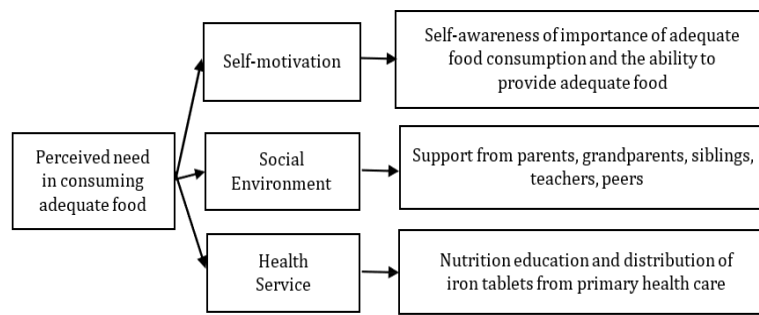 Self-motivation
Self-awareness of importance of adequate
food consumption and the ability to
provide adequate food
Perceived need
in consuming
adequate food
Social
Environment
Support from parents, grandparents, siblings,
teachers, peers
Health
Service
Nutrition education and distribution of
iron tablets from primary health care